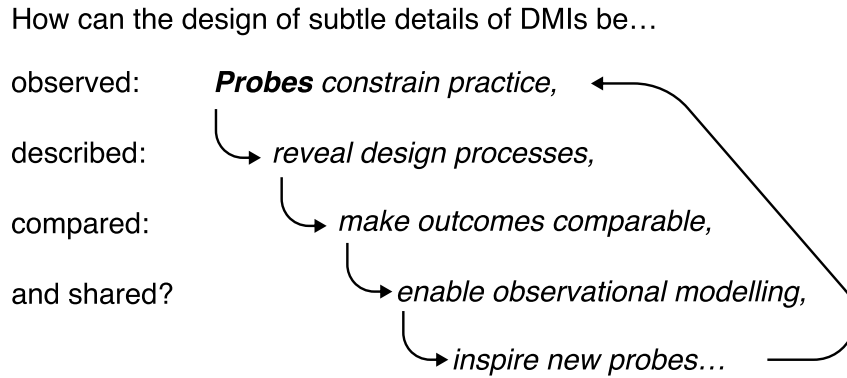 How can the design of subtle details of DMIs be…
observed: Probes constrain practice,
described: reveal design processes,
compared: make outcomes comparable,
and shared? enable observational modelling,
inspire new probes…